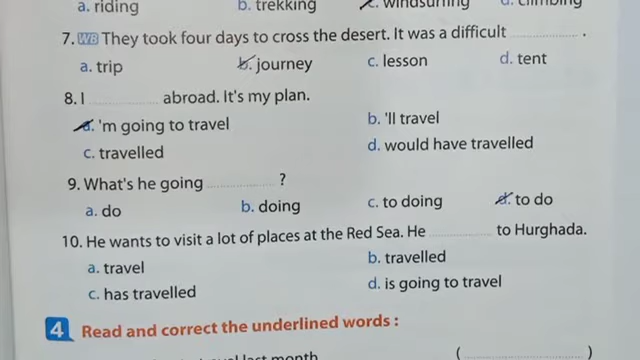 a. riding b. trekking c. windsurfing d. climbing
7. WB They took four days to cross the desert. It was a difficult .................. .
a. trip b. journey c. lesson d. tent
8. I .................. abroad. It's my plan.
a. 'm going to travel b. 'll travel
c. travelled d. would have travelled
9. What's he going .................. ?
a. do b. doing c. to doing d. to do
10. He wants to visit a lot of places at the Red Sea. He .................. to Hurghada.
a. travel b. travelled
c. has travelled d. is going to travel
4 Read and correct the underlined words :
last month (..................)